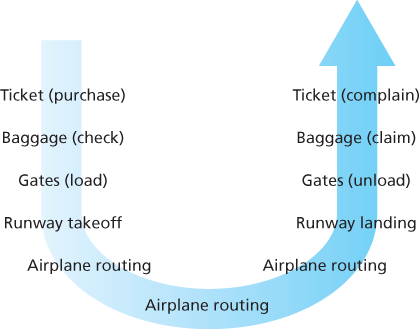 Ticket (purchase)
Baggage (check)
Gates (load)
Runway takeoff
Airplane routing
Airplane routing
Airplane routing
Runway landing
Gates (unload)
Baggage (claim)
Ticket (complain)